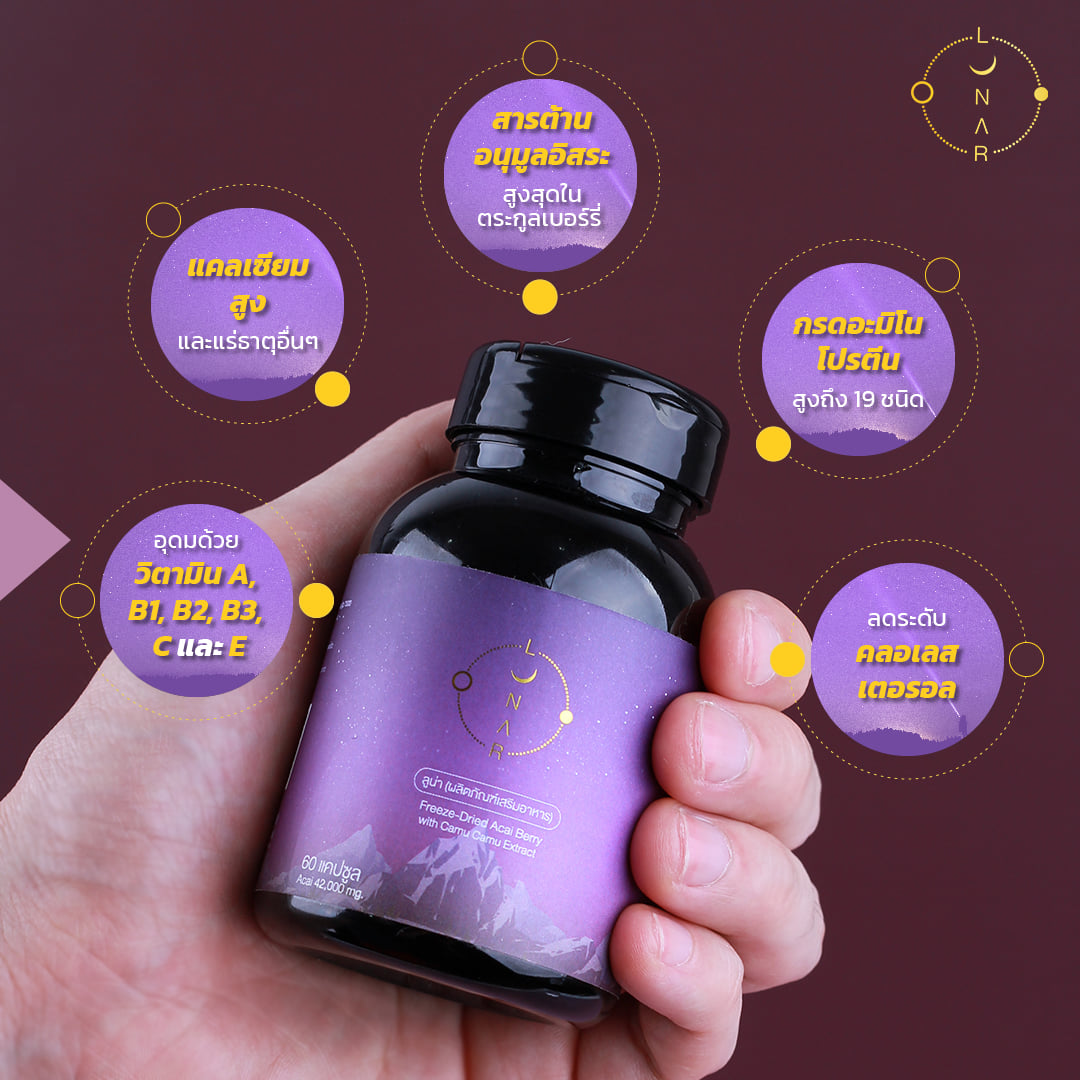 LUNAR
สารต้าน
อนุมูลอิสระ
สูงสุดใน
ตระกูลเบอร์รี่
แคลเซียม
สูง
และแร่ธาตุอื่นๆ
กรดอะมิโน
โปรตีน
สูงถึง 19 ชนิด
อุดมด้วย
วิตามิน A,
B1, B2, B3,
C และ E
ลดระดับ
คลอเลส
เตอรอล
LUNAR
ลูน่า (ผลิตภัณฑ์เสริมอาหาร)
Freeze-Dried Acai Berry
with Camu Camu Extract
60 แคปซูล
Acai 42,000 mg.